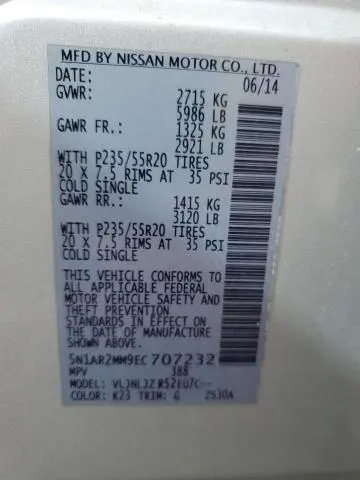 MFD BY NISSAN MOTOR CO., LTD.
DATE: 06/14
GVWR: 2715 KG
5986 LB
GAWR FR.: 1325 KG
2921 LB
WITH P235/55R20 TIRES
20 X 7.5 RIMS AT 35 PSI
COLD SINGLE
GAWR RR.: 1415 KG
3120 LB
WITH P235/55R20 TIRES
20 X 7.5 RIMS AT 35 PSI
COLD SINGLE
THIS VEHICLE CONFORMS TO
ALL APPLICABLE FEDERAL
MOTOR VEHICLE SAFETY AND
THEFT PREVENTION
STANDARDS IN EFFECT ON THE
DATE OF MANUFACTURE
SHOWN ABOVE.
5N1AR2MM9EC707232
MPV 388
MODEL:
COLOR: K23 TRIM: G 2530A